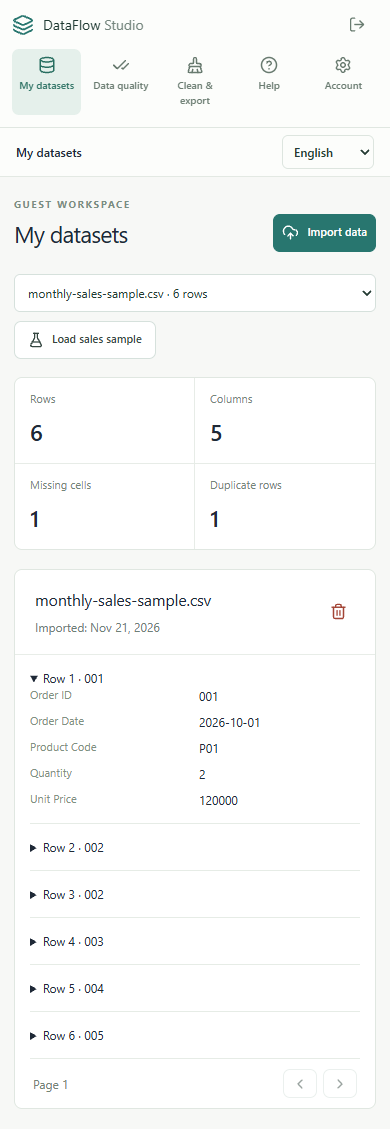 DataFlow Studio
My datasets
Data quality
Clean &
export
Help
Account
My datasets
English
GUEST WORKSPACE
My datasets
Import data
monthly-sales-sample.csv · 6 rows
Load sales sample
Rows
6
Columns
5
Missing cells
1
Duplicate rows
1
monthly-sales-sample.csv
Imported: Nov 21, 2026
Row 1 · 001
Order ID 001
Order Date 2026-10-01
Product Code P01
Quantity 2
Unit Price 120000
Row 2 · 002
Row 3 · 002
Row 4 · 003
Row 5 · 004
Row 6 · 005
Page 1